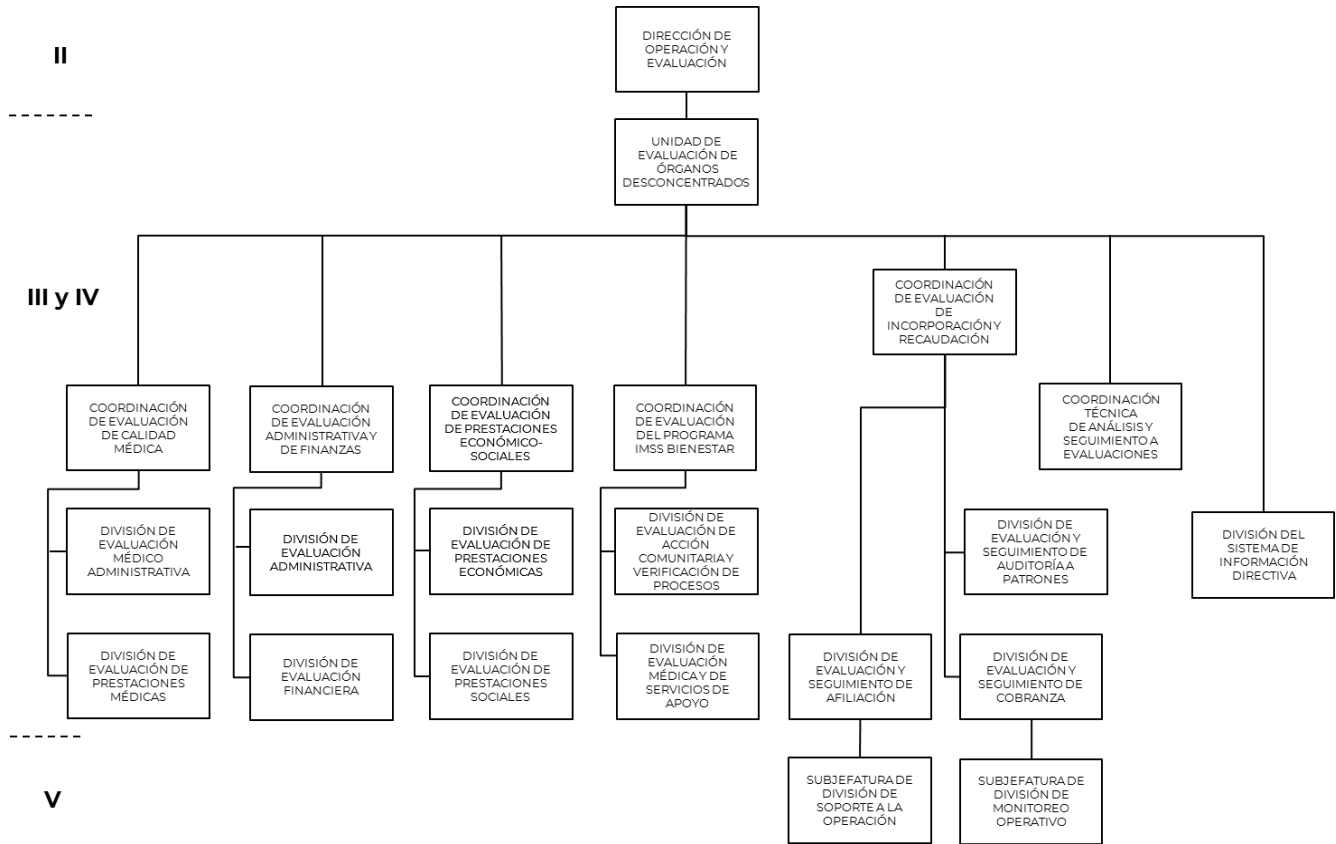 II
DIRECCIÓN DE
OPERACIÓN Y
EVALUACIÓN
UNIDAD DE
EVALUACIÓN DE
ÓRGANOS
DESCONCENTRADOS
III y IV
COORDINACIÓN
DE EVALUACIÓN
DE
INCORPORACIÓN Y
RECAUDACIÓN
COORDINACIÓN
DE EVALUACIÓN
DE CALIDAD
MÉDICA
COORDINACIÓN
DE EVALUACIÓN
ADMINISTRATIVA Y
DE FINANZAS
COORDINACIÓN
DE EVALUACIÓN
DE PRESTACIONES
ECONÓMICO-
SOCIALES
COORDINACIÓN
DE EVALUACIÓN
DEL PROGRAMA
IMSS BIENESTAR
COORDINACIÓN
TÉCNICA
DE ANÁLISIS Y
SEGUIMIENTO A
EVALUACIONES
DIVISIÓN DE
EVALUACIÓN
MÉDICO
ADMINISTRATIVA
DIVISIÓN DE
EVALUACIÓN
ADMINISTRATIVA
DIVISIÓN DE
EVALUACIÓN DE
PRESTACIONES
ECONÓMICAS
DIVISIÓN DE
EVALUACIÓN DE
ACCIÓN
COMUNITARIA Y
VERIFICACIÓN DE
PROCESOS
DIVISIÓN DE
EVALUACIÓN Y
SEGUIMIENTO DE
AUDITORÍA A
PATRONES
DIVISIÓN DEL
SISTEMA DE
INFORMACIÓN
DIRECTIVA
DIVISIÓN DE
EVALUACIÓN DE
PRESTACIONES
MÉDICAS
DIVISIÓN DE
EVALUACIÓN
FINANCIERA
DIVISIÓN DE
EVALUACIÓN DE
PRESTACIONES
SOCIALES
DIVISIÓN DE
EVALUACIÓN
MÉDICA Y DE
SERVICIOS DE
APOYO
DIVISIÓN DE
EVALUACIÓN Y
SEGUIMIENTO DE
AFILIACIÓN
DIVISIÓN DE
EVALUACIÓN Y
SEGUIMIENTO DE
COBRANZA
V
SUBJEFATURA DE
DIVISIÓN DE
SOPORTE A LA
OPERACIÓN
SUBJEFATURA DE
DIVISIÓN DE
MONITOREO
OPERATIVO